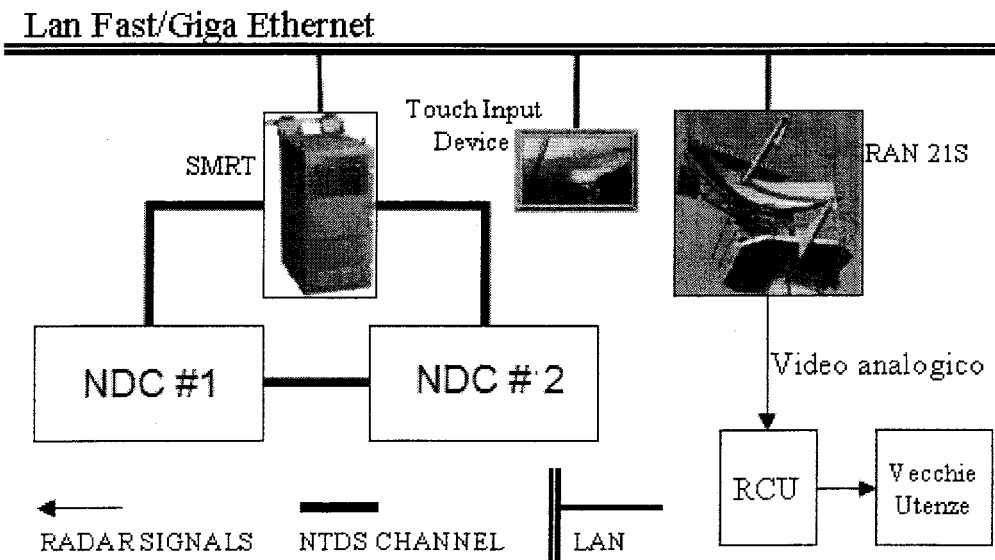 Lan Fast/Giga Ethernet
SMRT
Touch Input
Device
RAN 21S
NDC #1
NDC # 2
Video analogico
RCU
Vecchie
Utenze
RADAR SIGNALS
NTDS CHANNEL
LAN